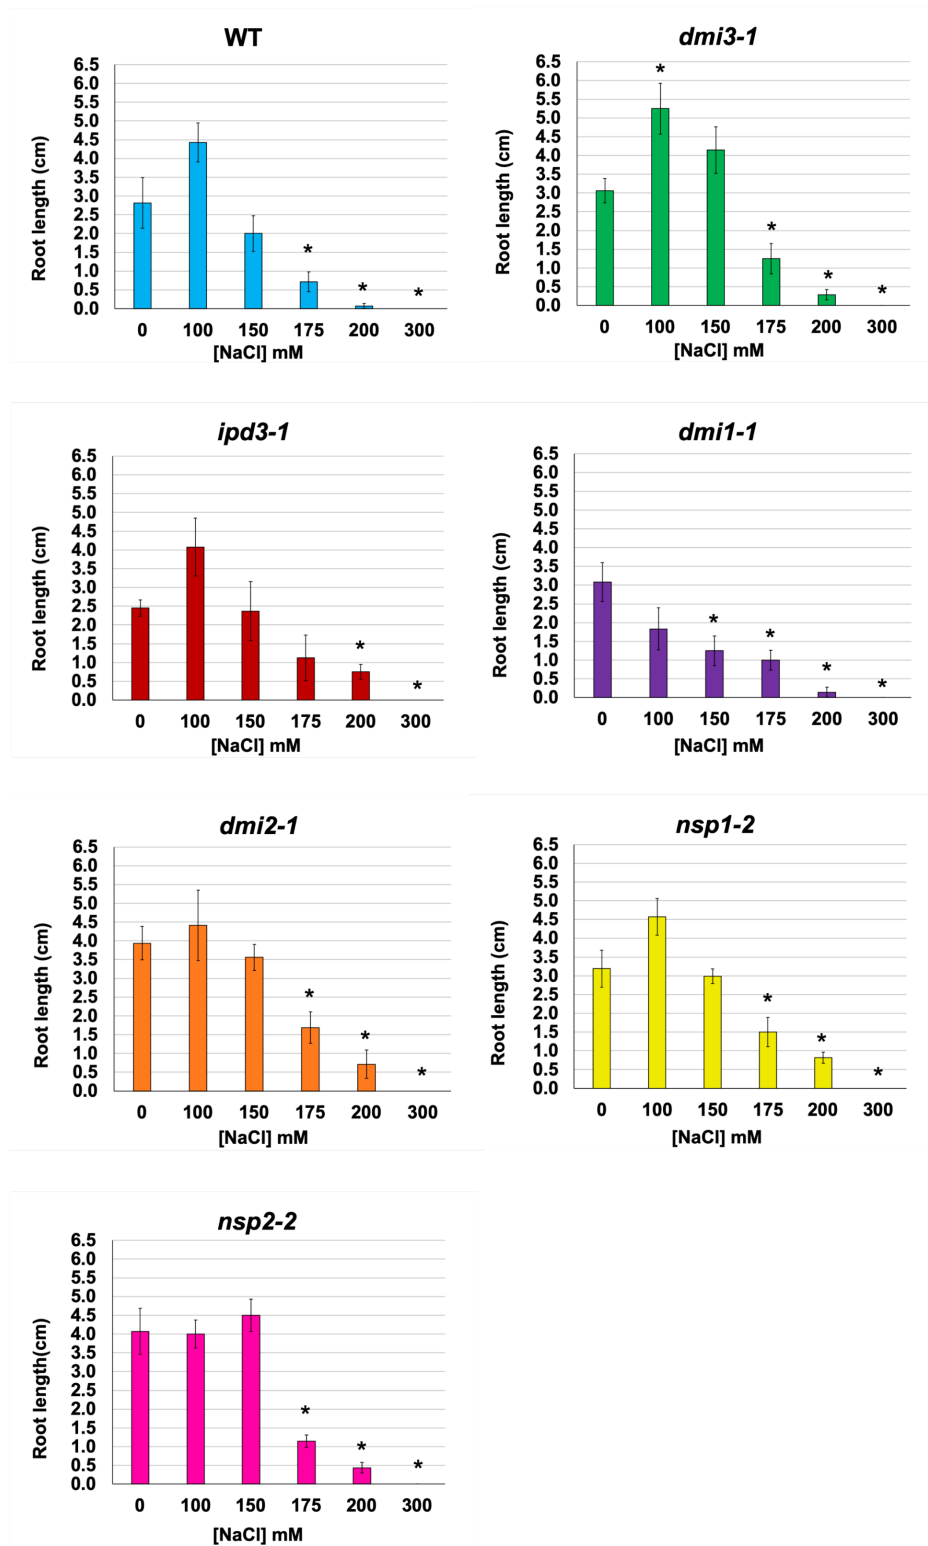 WT
6.5
6.0
5.5
5.0
4.5
4.0
3.5
3.0
2.5
2.0
1.5
1.0
0.5
0.0
Root length (cm)
* * *
0 100 150 175 200 300
[NaCl] mM
dmi3-1
6.5
6.0
5.5
5.0
4.5
4.0
3.5
3.0
2.5
2.0
1.5
1.0
0.5
0.0
Root length (cm)
* * * *
0 100 150 175 200 300
[NaCl] mM
ipd3-1
6.5
6.0
5.5
5.0
4.5
4.0
3.5
3.0
2.5
2.0
1.5
1.0
0.5
0.0
Root length (cm)
* *
0 100 150 175 200 300
[NaCl] mM
dmi1-1
6.5
6.0
5.5
5.0
4.5
4.0
3.5
3.0
2.5
2.0
1.5
1.0
0.5
0.0
Root length (cm)
* * * *
0 100 150 175 200 300
[NaCl] mM
dmi2-1
6.5
6.0
5.5
5.0
4.5
4.0
3.5
3.0
2.5
2.0
1.5
1.0
0.5
0.0
Root length (cm)
* * *
0 100 150 175 200 300
[NaCl] mM
nsp1-2
6.5
6.0
5.5
5.0
4.5
4.0
3.5
3.0
2.5
2.0
1.5
1.0
0.5
0.0
Root length (cm)
* * *
0 100 150 175 200 300
[NaCl] mM
nsp2-2
6.5
6.0
5.5
5.0
4.5
4.0
3.5
3.0
2.5
2.0
1.5
1.0
0.5
0.0
Root length(cm)
* * *
0 100 150 175 200 300
[NaCl] mM